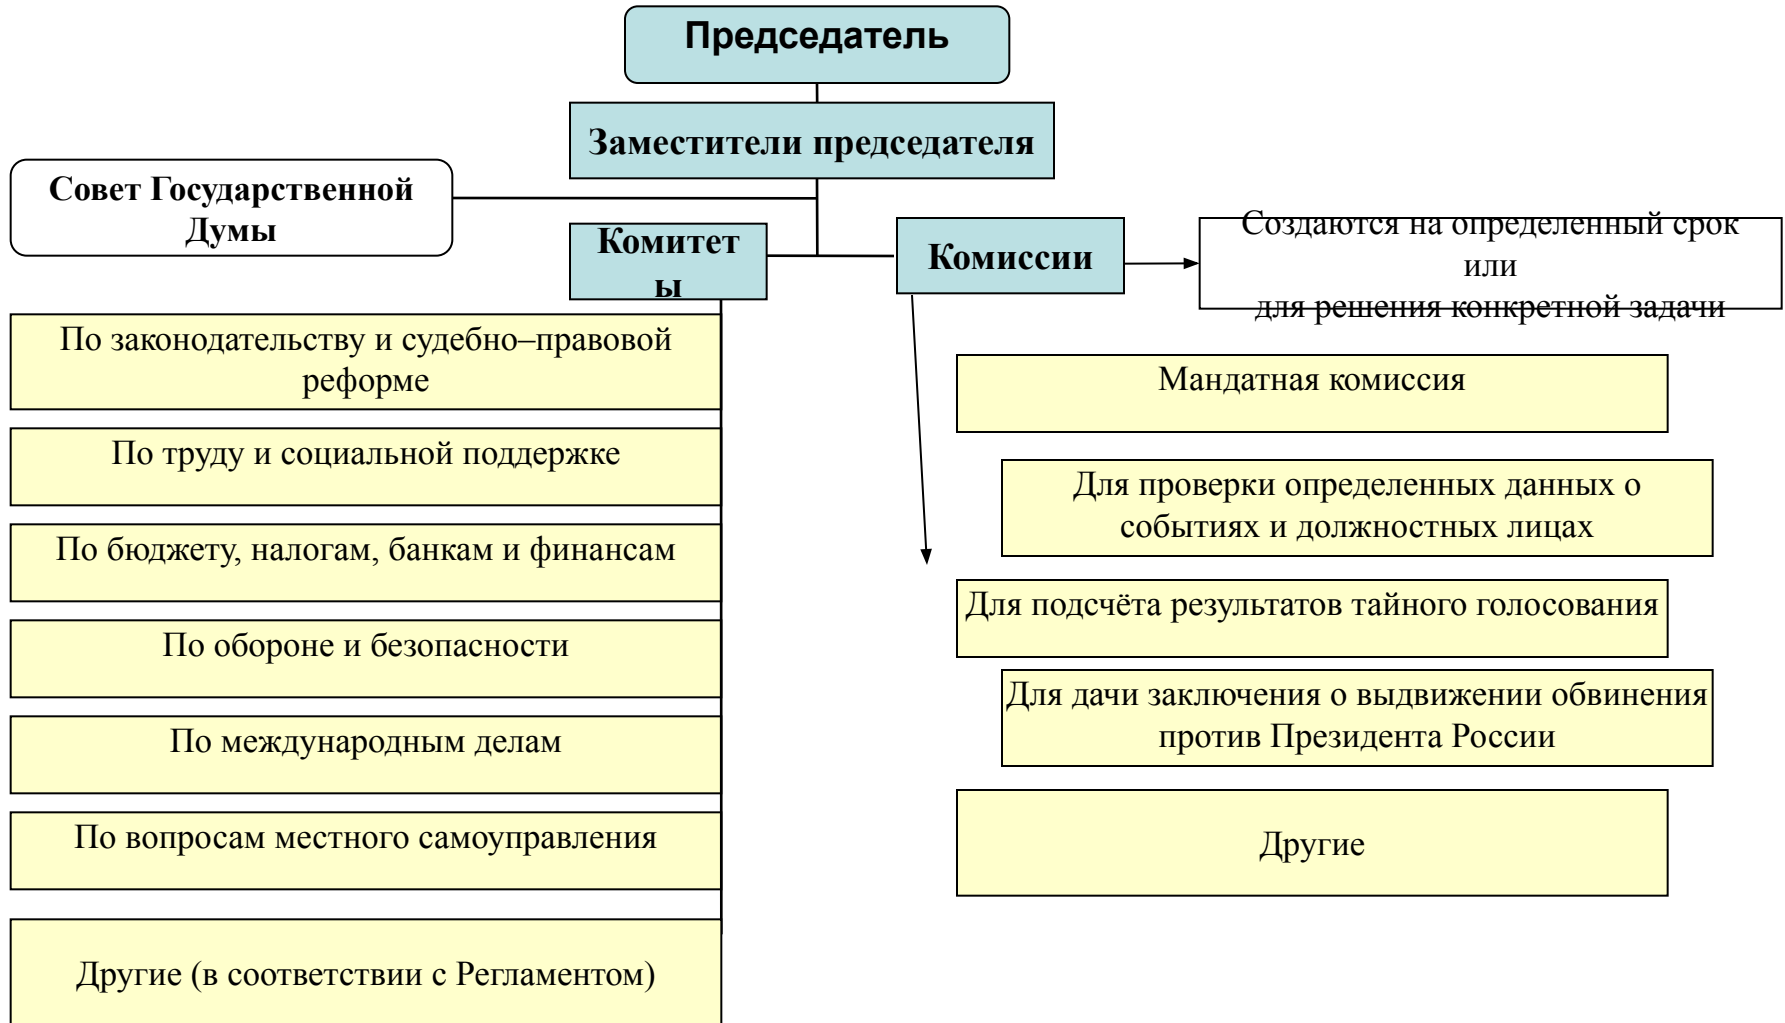 Председатель
Заместители председателя
Совет Государственной
Думы
Комитет
ы
Комиссии
Создаются на определенный срок
или
для решения конкретной задачи
По законодательству и судебно–правовой
реформе
По труду и социальной поддержке
По бюджету, налогам, банкам и финансам
По обороне и безопасности
По международным делам
По вопросам местного самоуправления
Другие (в соответствии с Регламентом)
Мандатная комиссия
Для проверки определенных данных о
событиях и должностных лицах
Для подсчёта результатов тайного голосования
Для дачи заключения о выдвижении обвинения
против Президента России
Другие